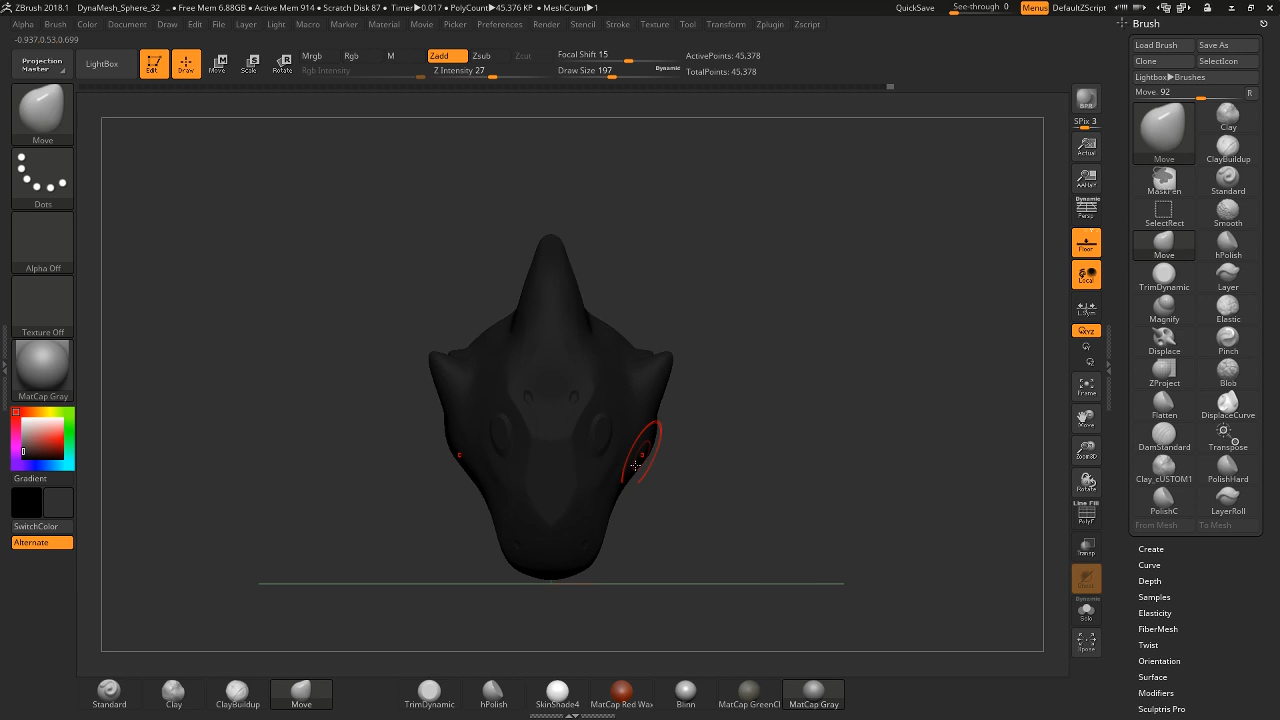 ZBrush 2018.1 DynaMesh_Sphere_32 .. • Free Mem 6.88GB • Active Mem 914 • Scratch Disk 87 • Timer▶0.017 • PolyCount▶45.376 KP • MeshCount▶1 QuickSave See-through 0 Menus DefaultZScript
Alpha Brush Color Document Draw Edit File Layer Light Macro Marker Material Movie Picker Preferences Render Stencil Stroke Texture Tool Transform Zplugin Zscript
-0.937,0.53,0.699
Projection Master
LightBox
Edit
Draw
Move
Scale
Rotate
Mrgb Rgb M
Rgb Intensity
Zadd Zsub Zcut
Z Intensity 27
Focal Shift 15
Draw Size 197 Dynamic
ActivePoints: 45,378
TotalPoints: 45,378
Move
Dots
Alpha Off
Texture Off
MatCap Gray
Gradient
SwitchColor
Alternate
BPR
SPix 3
Actual
AAHalf
Dynamic
Persp
Floor
Local
L.Sym
XYZ
Frame
Move
Zoom3D
Rotate
Line Fill
PolyF
Transp
Ghost
Dynamic
Solo
Xpose
Brush
Load Brush Save As
Clone SelectIcon
Lightbox▶Brushes
Move. 92 R
Move Clay
ClayBuildup
MaskPen Standard
SelectRect Smooth
Move hPolish
TrimDynamic Layer
Magnify Elastic
Displace Pinch
ZProject Blob
Flatten DisplaceCurve
DamStandard Transpose
Clay_cUSTOM1 PolishHard
PolishC LayerRoll
From Mesh To Mesh
Create
Curve
Depth
Samples
Elasticity
FiberMesh
Twist
Orientation
Surface
Modifiers
Sculptris Pro
Standard Clay ClayBuildup Move TrimDynamic hPolish SkinShade4 MatCap Red Wax Blinn MatCap GreenCl MatCap Gray